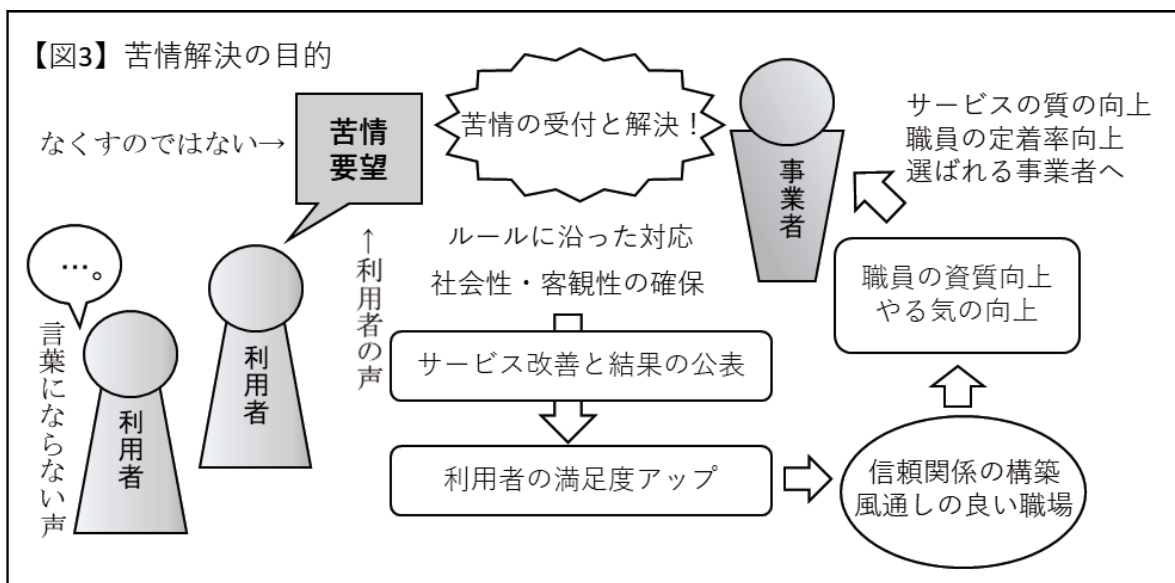 【図3】苦情解決の目的
なくすのではない→
苦情
要望
苦情の受付と解決！
事業者
サービスの質の向上
職員の定着率向上
選ばれる事業者へ
…。
言葉にならない声
利用者
利用者
↑利用者の声
ルールに沿った対応
社会性・客観性の確保
サービス改善と結果の公表
利用者の満足度アップ
信頼関係の構築
風通しの良い職場
職員の資質向上
やる気の向上